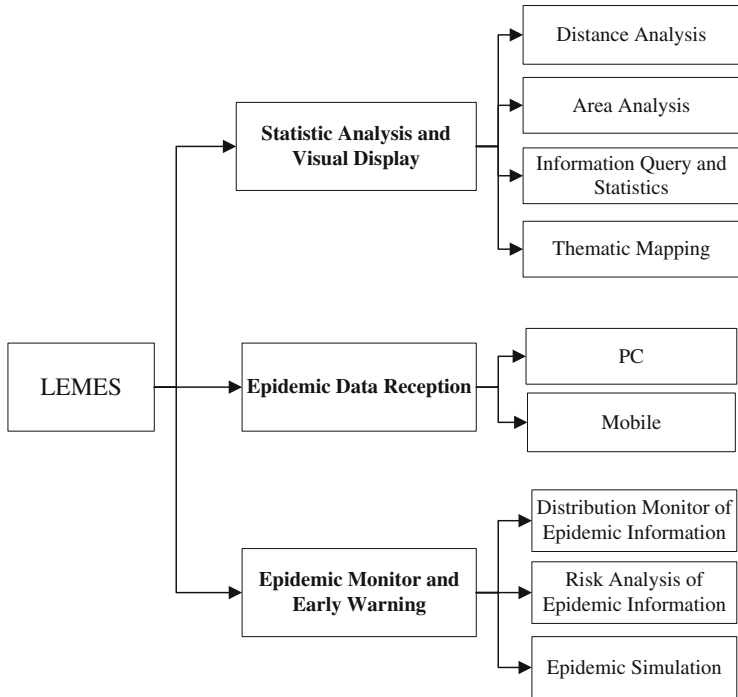 LEMES
Statistic Analysis and
Visual Display
Distance Analysis
Area Analysis
Information Query and
Statistics
Thematic Mapping
Epidemic Data Reception
PC
Mobile
Epidemic Monitor and
Early Warning
Distribution Monitor of
Epidemic Information
Risk Analysis of
Epidemic Information
Epidemic Simulation